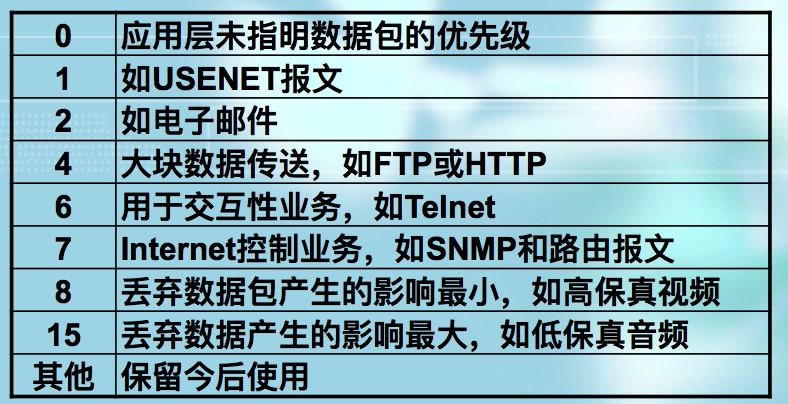 0 应用层未指明数据包的优先级
1 如USENET报文
2 如电子邮件
4 大块数据传送，如FTP或HTTP
6 用于交互性业务，如Telnet
7 Internet控制业务，如SNMP和路由报文
8 丢弃数据包产生的影响最小，如高保真视频
15 丢弃数据产生的影响最大，如低保真音频
其他 保留今后使用